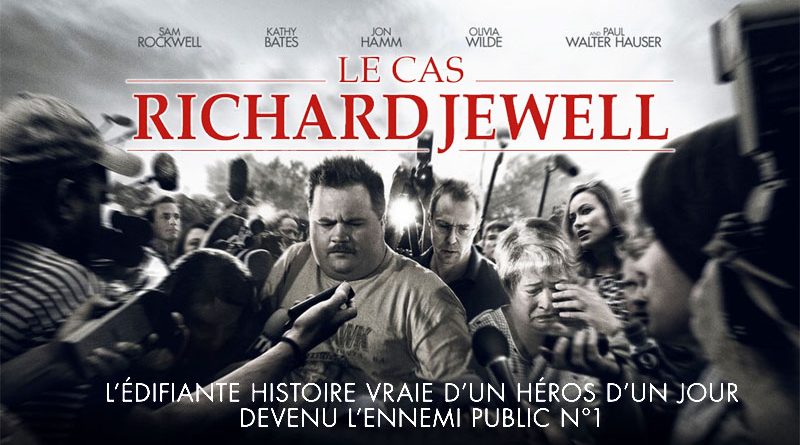 SAM KATHY JON OLIVIA AND PAUL
ROCKWELL BATES HAMM WILDE WALTER HAUSER
LE CAS
RICHARD JEWELL
L'ÉDIFIANTE HISTOIRE VRAIE D'UN HÉROS D'UN JOUR
DEVENU L'ENNEMI PUBLIC N°1